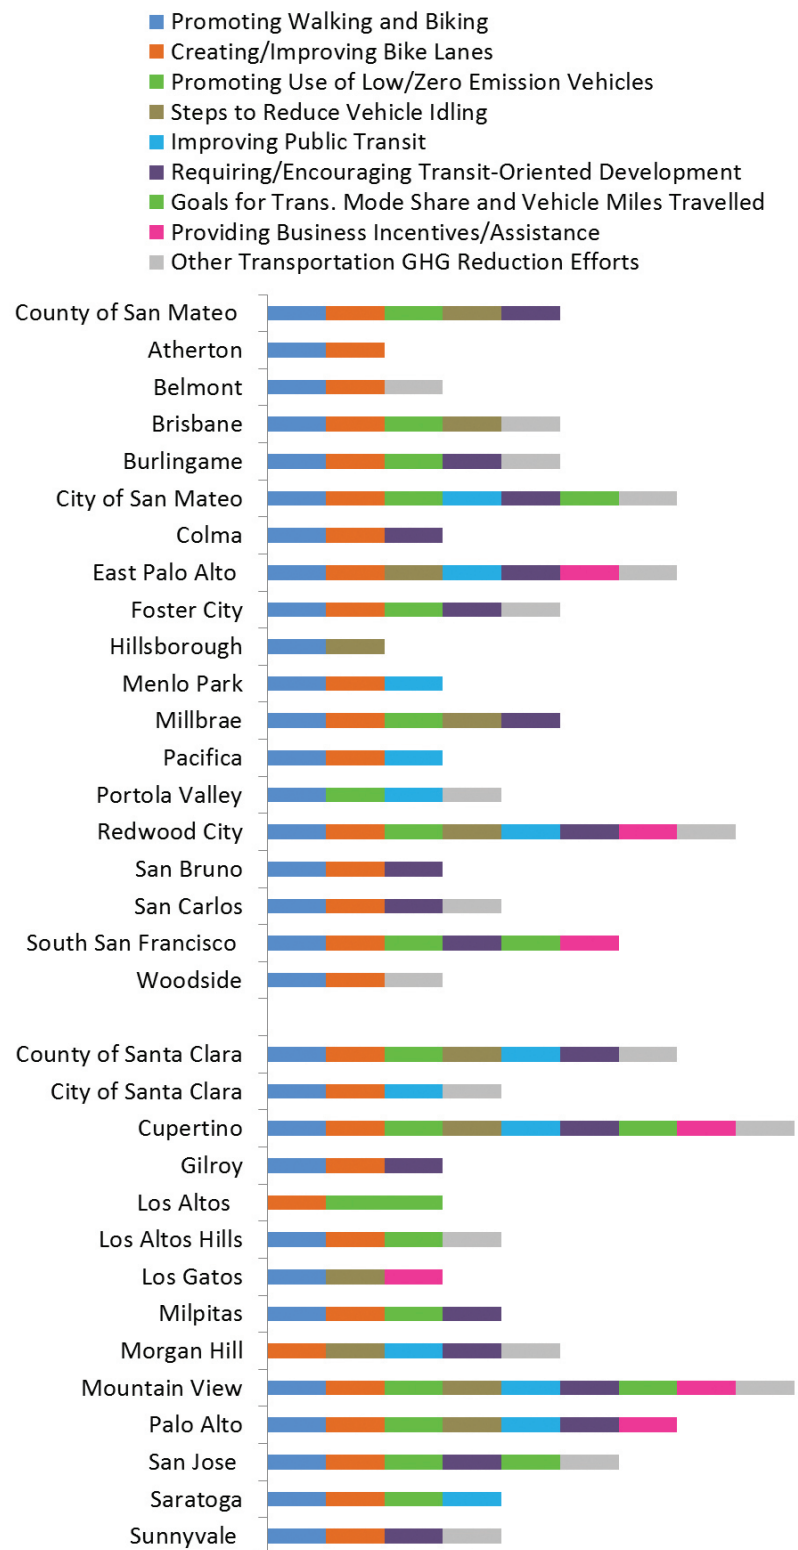 Promoting Walking and Biking
Creating/Improving Bike Lanes
Promoting Use of Low/Zero Emission Vehicles
Steps to Reduce Vehicle Idling
Improving Public Transit
Requiring/Encouraging Transit-Oriented Development
Goals for Trans. Mode Share and Vehicle Miles Travelled
Providing Business Incentives/Assistance
Other Transportation GHG Reduction Efforts
County of San Mateo
Atherton
Belmont
Brisbane
Burlingame
City of San Mateo
Colma
East Palo Alto
Foster City
Hillsborough
Menlo Park
Millbrae
Pacifica
Portola Valley
Redwood City
San Bruno
San Carlos
South San Francisco
Woodside
County of Santa Clara
City of Santa Clara
Cupertino
Gilroy
Los Altos
Los Altos Hills
Los Gatos
Milpitas
Morgan Hill
Mountain View
Palo Alto
San Jose
Saratoga
Sunnyvale